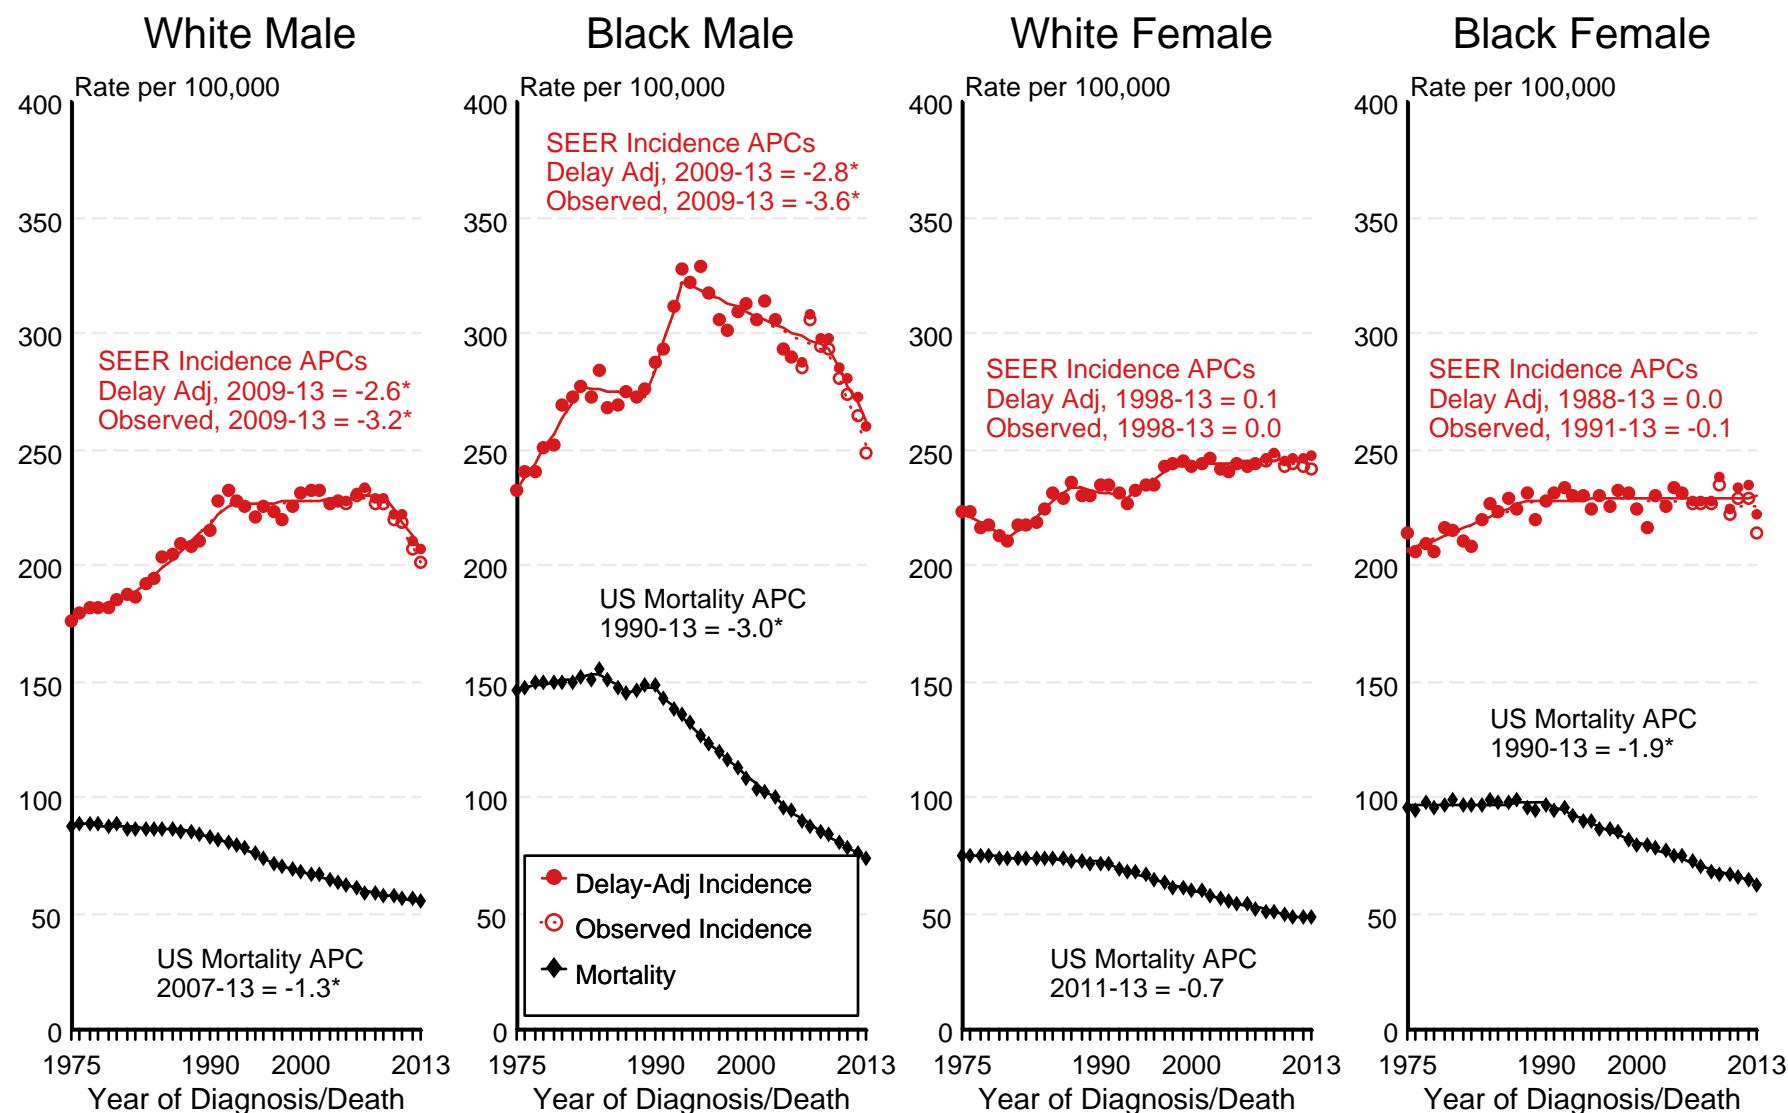 White Male
Rate per 100,000
400
350
300
250
200
150
100
50
0
SEER Incidence APCs
Delay Adj, 2009-13 = -2.6*
Observed, 2009-13 = -3.2*
US Mortality APC
2007-13 = -1.3*
1975 1990 2000 2013
Year of Diagnosis/Death
Black Male
Rate per 100,000
400
350
300
250
200
150
100
50
0
SEER Incidence APCs
Delay Adj, 2009-13 = -2.8*
Observed, 2009-13 = -3.6*
US Mortality APC
1990-13 = -3.0*
Delay-Adj Incidence
Observed Incidence
Mortality
1975 1990 2000 2013
Year of Diagnosis/Death
White Female
Rate per 100,000
400
350
300
250
200
150
100
50
0
SEER Incidence APCs
Delay Adj, 1998-13 = 0.1
Observed, 1998-13 = 0.0
US Mortality APC
2011-13 = -0.7
1975 1990 2000 2013
Year of Diagnosis/Death
Black Female
Rate per 100,000
400
350
300
250
200
150
100
50
0
SEER Incidence APCs
Delay Adj, 1988-13 = 0.0
Observed, 1991-13 = -0.1
US Mortality APC
1990-13 = -1.9*
1975 1990 2000 2013
Year of Diagnosis/Death